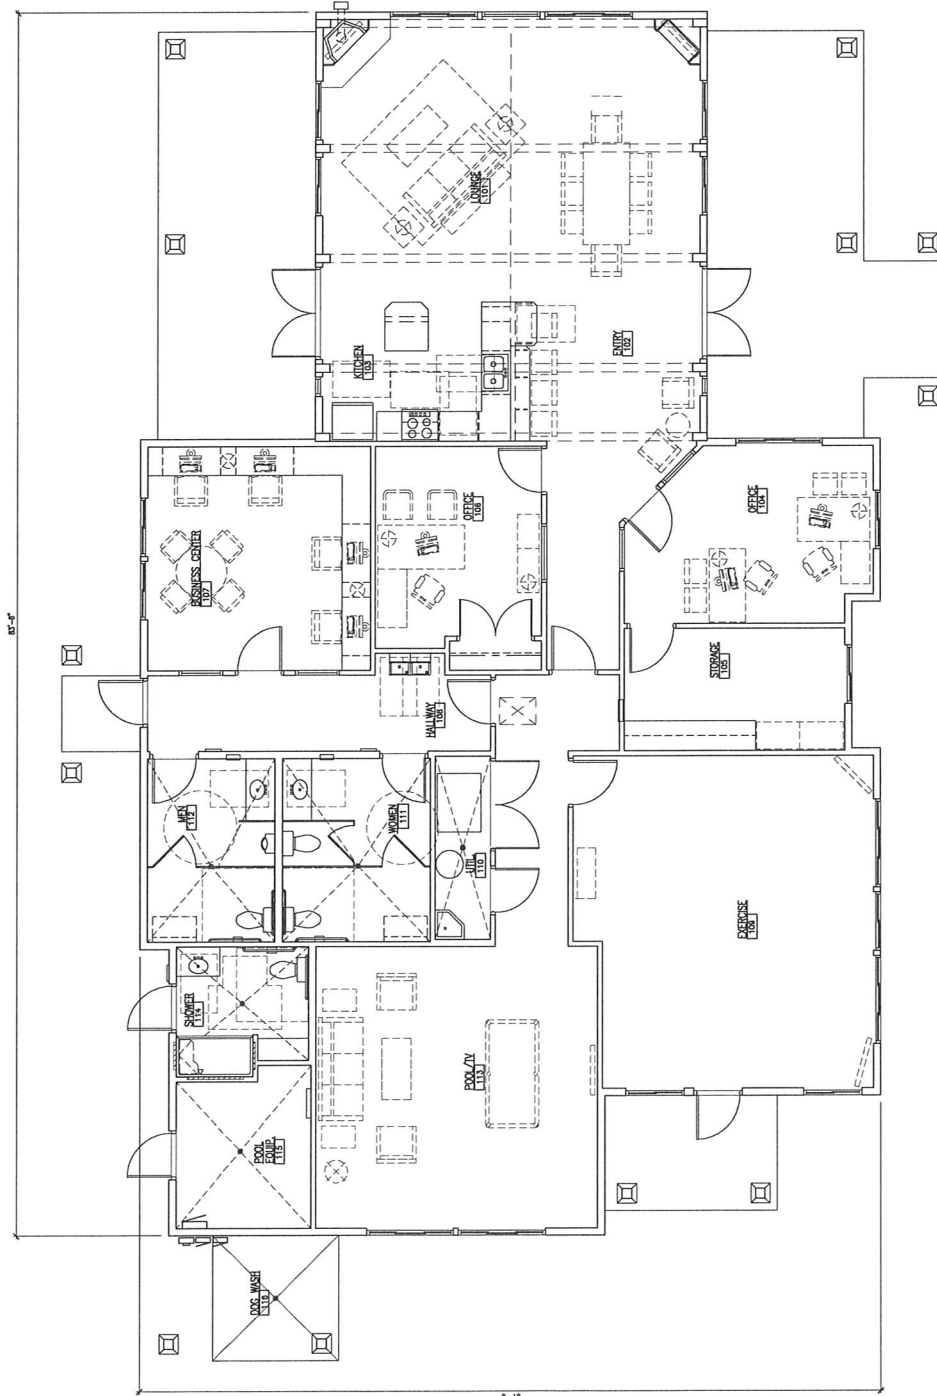 83'-8"
LOUNGE
101
KITCHEN
103
ENTRY
102
OFFICE
106
OFFICE
104
BUSINESS CENTER
107
STORAGE
105
HALLWAY
108
MEN
112
WOMEN
111
UTIL
110
EXERCISE
109
SHOWER
114
POOL/TV
113
POOL
EQUIP.
115
DOG WASH
116